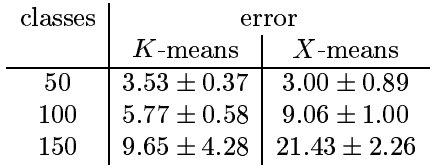 classes error
K-means X-means
50 3.53 ± 0.37 3.00 ± 0.89
100 5.77 ± 0.58 9.06 ± 1.00
150 9.65 ± 4.28 21.43 ± 2.26